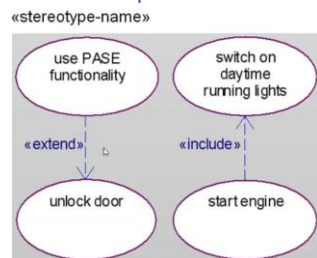 «stereotype-name»
use PASE
functionality
switch on
daytime
running lights
«extend»
«include»
unlock door
start engine